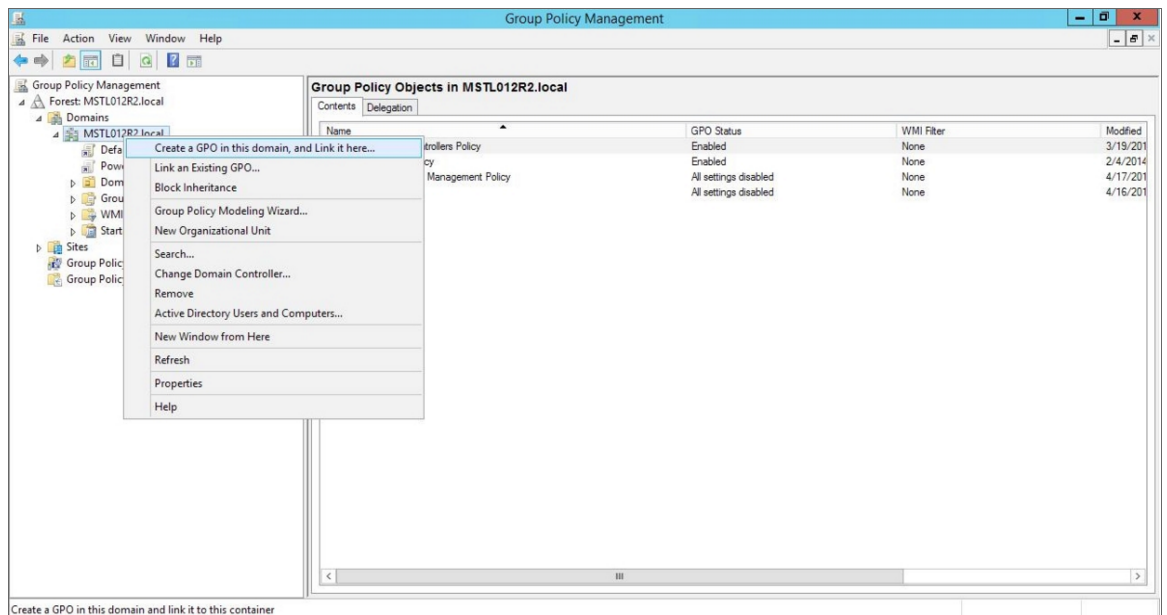 Group Policy Management
File Action View Window Help
Group Policy Management
Forest: MSTL012R2.local
Domains
MSTL012R2.local
Defa
Powe
Dom
Grou
WMI
Start
Sites
Group Polic
Group Polic
Create a GPO in this domain, and Link it here...
Link an Existing GPO...
Block Inheritance
Group Policy Modeling Wizard...
New Organizational Unit
Search...
Change Domain Controller...
Remove
Active Directory Users and Computers...
New Window from Here
Refresh
Properties
Help
Group Policy Objects in MSTL012R2.local
Contents Delegation
Name GPO Status WMI Filter Modified
trollers Policy Enabled None 3/19/201
cy Enabled None 2/4/2014
Management Policy All settings disabled None 4/17/201
All settings disabled None 4/16/201
Create a GPO in this domain and link it to this container